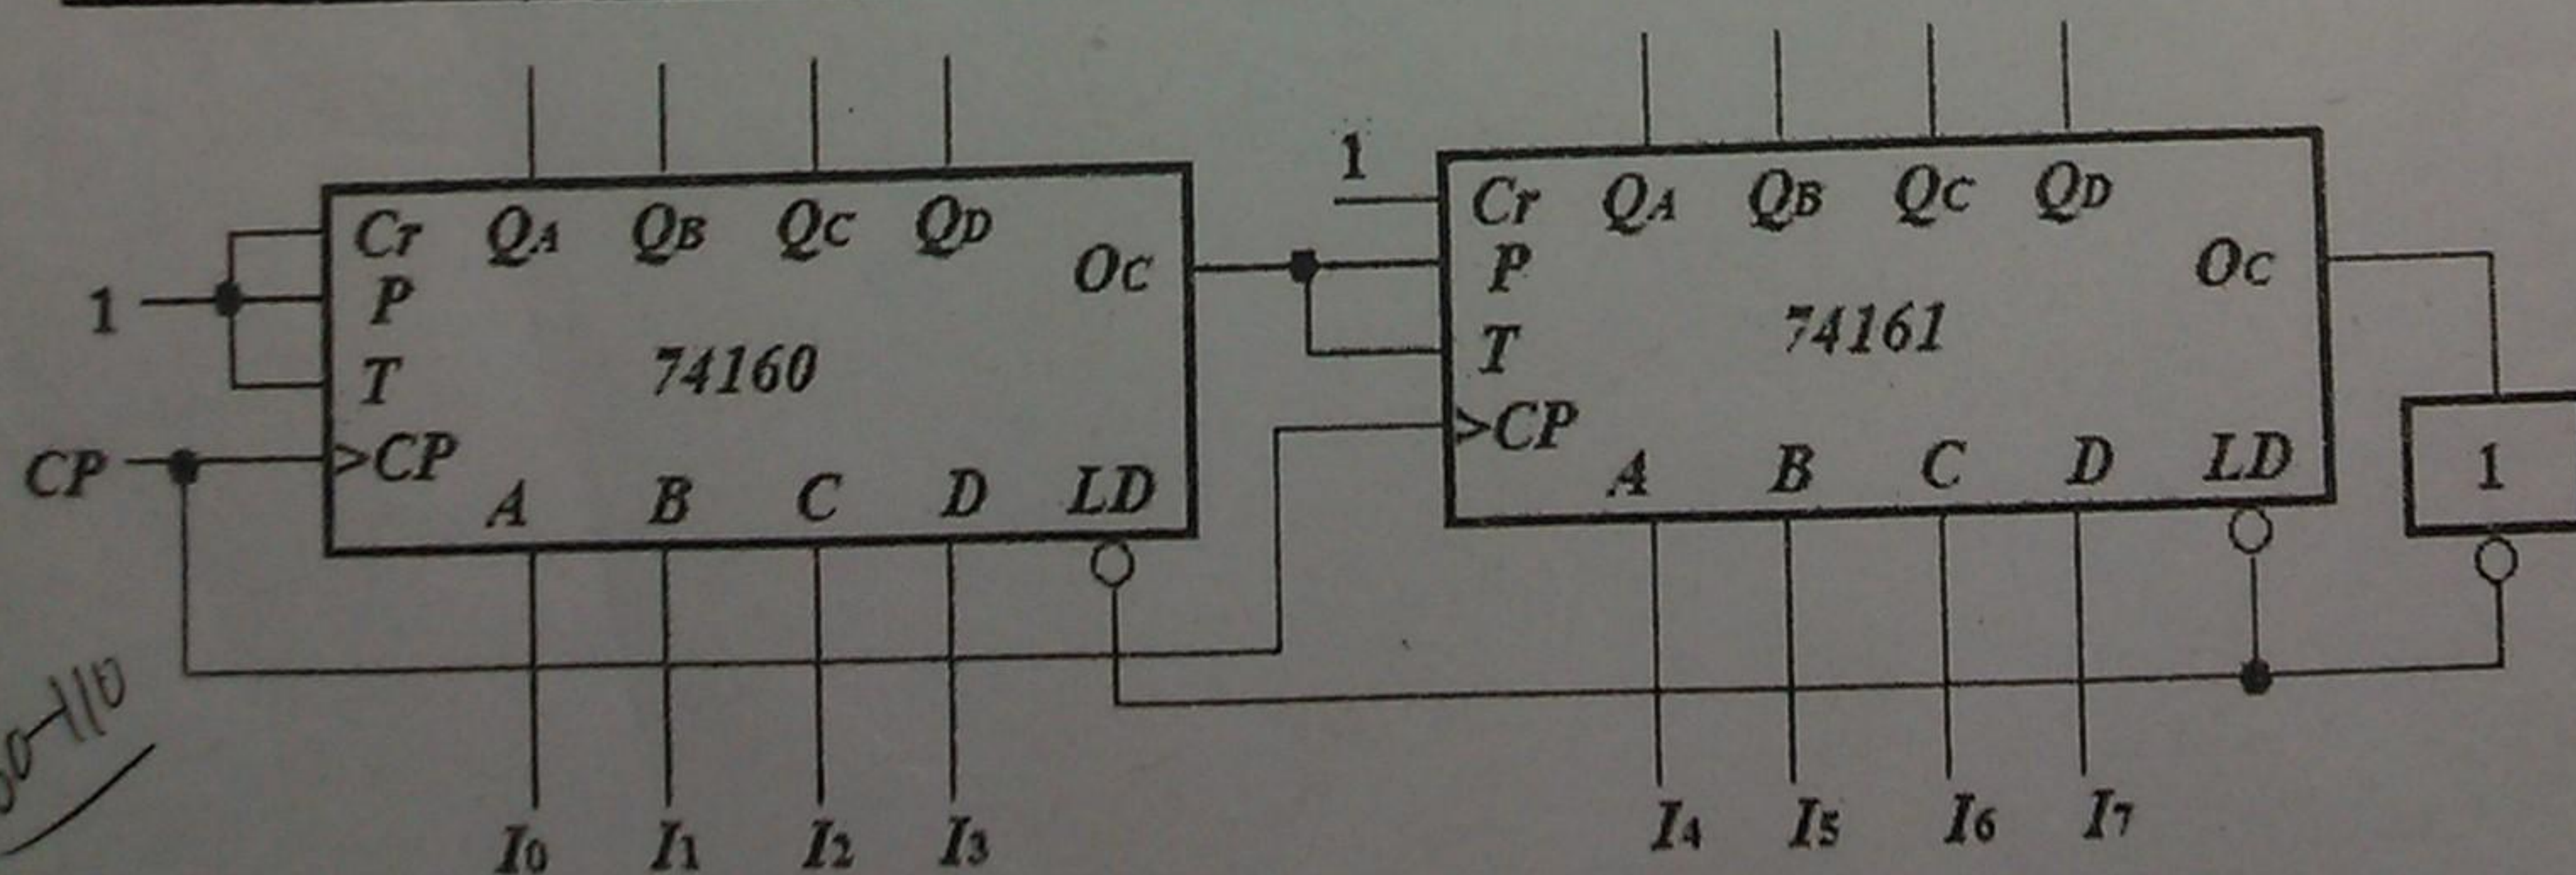 1
Cr QA QB QC QD
P OC
T 74160
CP >CP
A B C D LD
I0 I1 I2 I3
1
Cr QA QB QC QD
P OC
T 74161
>CP
A B C D LD
1
I4 I5 I6 I7